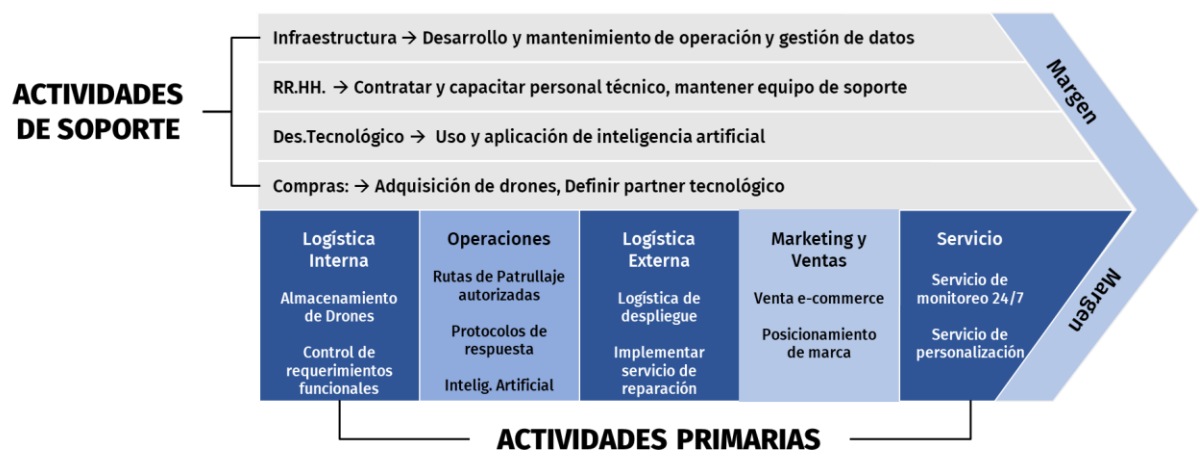 ACTIVIDADES
DE SOPORTE
Infraestructura → Desarrollo y mantenimiento de operación y gestión de datos
RR.HH. → Contratar y capacitar personal técnico, mantener equipo de soporte
Des.Tecnológico → Uso y aplicación de inteligencia artificial
Compras: → Adquisición de drones, Definir partner tecnológico
Margen
Logística
Interna
Almacenamiento
de Drones
Control de
requerimientos
funcionales
Operaciones
Rutas de Patrullaje
autorizadas
Protocolos de
respuesta
Intelig. Artificial
Logística
Externa
Logística de
despliegue
Implementar
servicio de
reparación
Marketing y
Ventas
Venta e-commerce
Posicionamiento
de marca
Servicio
Servicio de
monitoreo 24/7
Servicio de
personalización
Margen
ACTIVIDADES PRIMARIAS